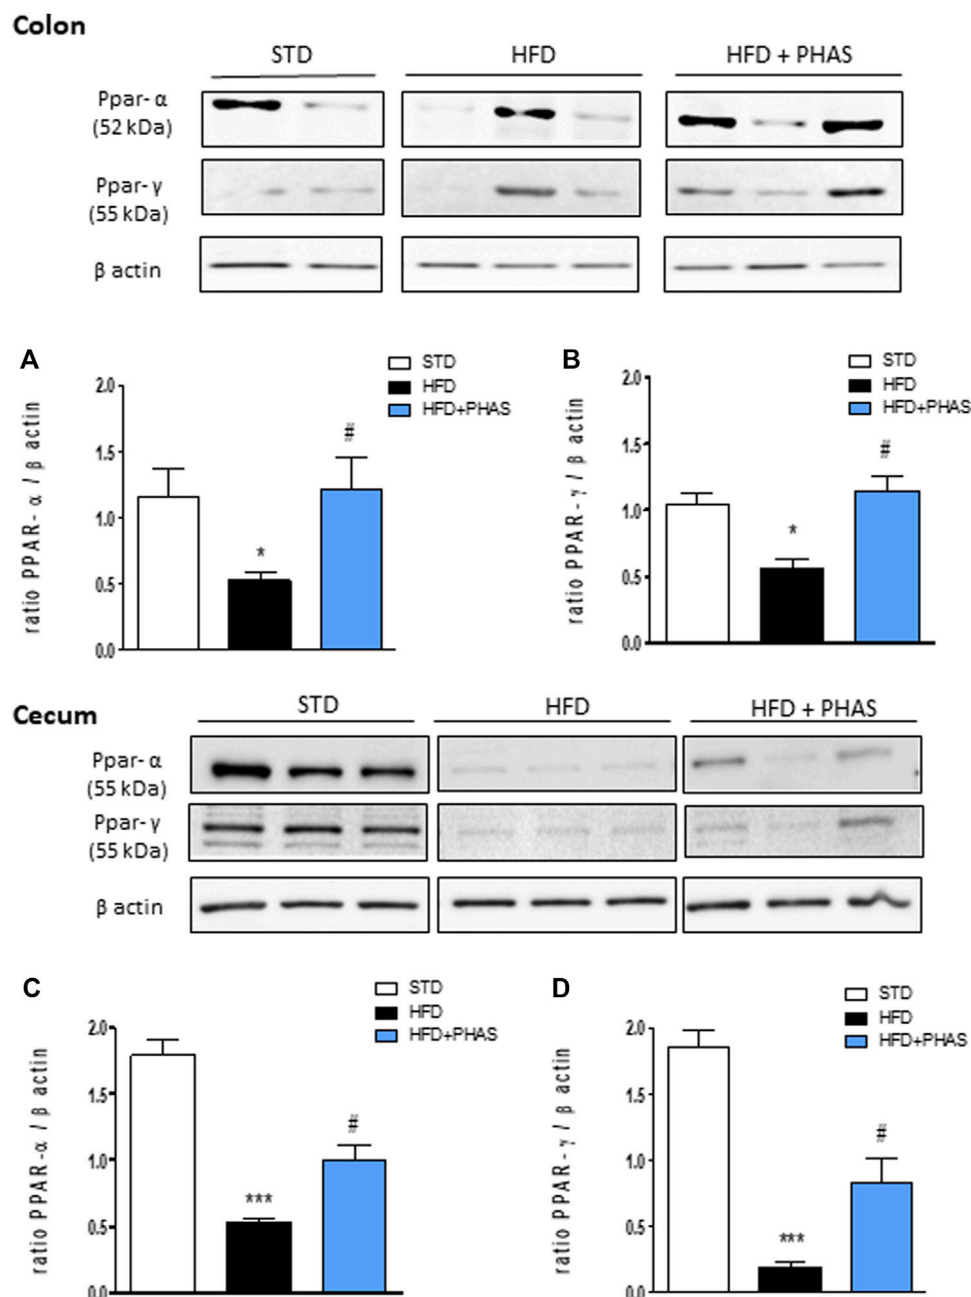 Colon
STD HFD HFD + PHAS
Ppar- α
(52 kDa)
Ppar- γ
(55 kDa)
β actin
A
STD
HFD
HFD+PHAS
ratio PPAR- α / β actin
2.0
1.5
1.0
0.5
0.0
*
#
B
STD
HFD
HFD+PHAS
ratio PPAR- γ / β actin
2.0
1.5
1.0
0.5
0.0
*
#
Cecum
STD HFD HFD + PHAS
Ppar- α
(55 kDa)
Ppar- γ
(55 kDa)
β actin
C
STD
HFD
HFD+PHAS
ratio PPAR-α / β actin
2.0
1.5
1.0
0.5
0.0
***
#
D
STD
HFD
HFD+PHAS
ratio PPAR- γ / β actin
2.0
1.5
1.0
0.5
0.0
***
#